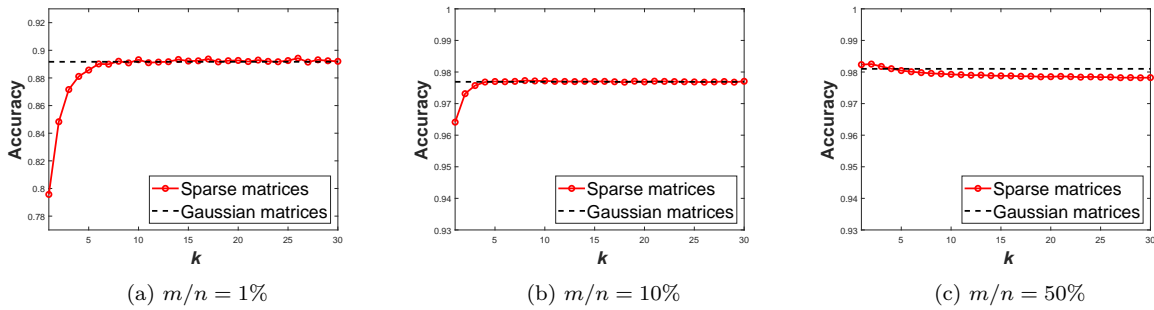 0.92
0.9
0.88
0.86
0.84
0.82
0.8
0.78
Accuracy
5 10 15 20 25 30
k
Sparse matrices
Gaussian matrices
(a) m/n = 1%
1
0.99
0.98
0.97
0.96
0.95
0.94
0.93
Accuracy
5 10 15 20 25 30
k
Sparse matrices
Gaussian matrices
(b) m/n = 10%
1
0.99
0.98
0.97
0.96
0.95
0.94
0.93
Accuracy
5 10 15 20 25 30
k
Sparse matrices
Gaussian matrices
(c) m/n = 50%